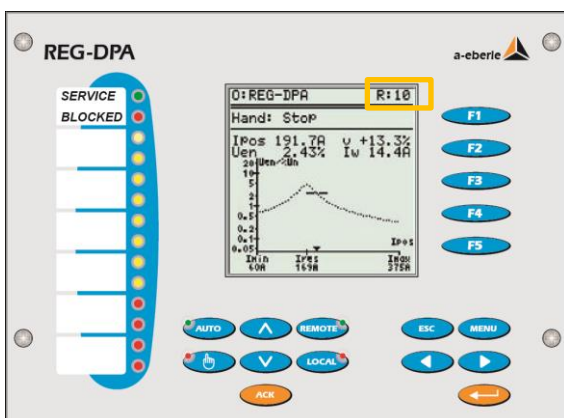 REG-DPA
a-eberle
SERVICE
BLOCKED
0:REG-DPA R:10
Hand: Stop
Ipos 191.7A υ +13.3%
Uen 2.43% Iw 14.4A
20 Uen/%Un
10
5
2
1
0.5
0.2
0.1
0.05
Ipos
Imin Ires Imax
60A 169A 375A
F1
F2
F3
F4
F5
AUTO REMOTE ESC MENU
LOCAL
ACK